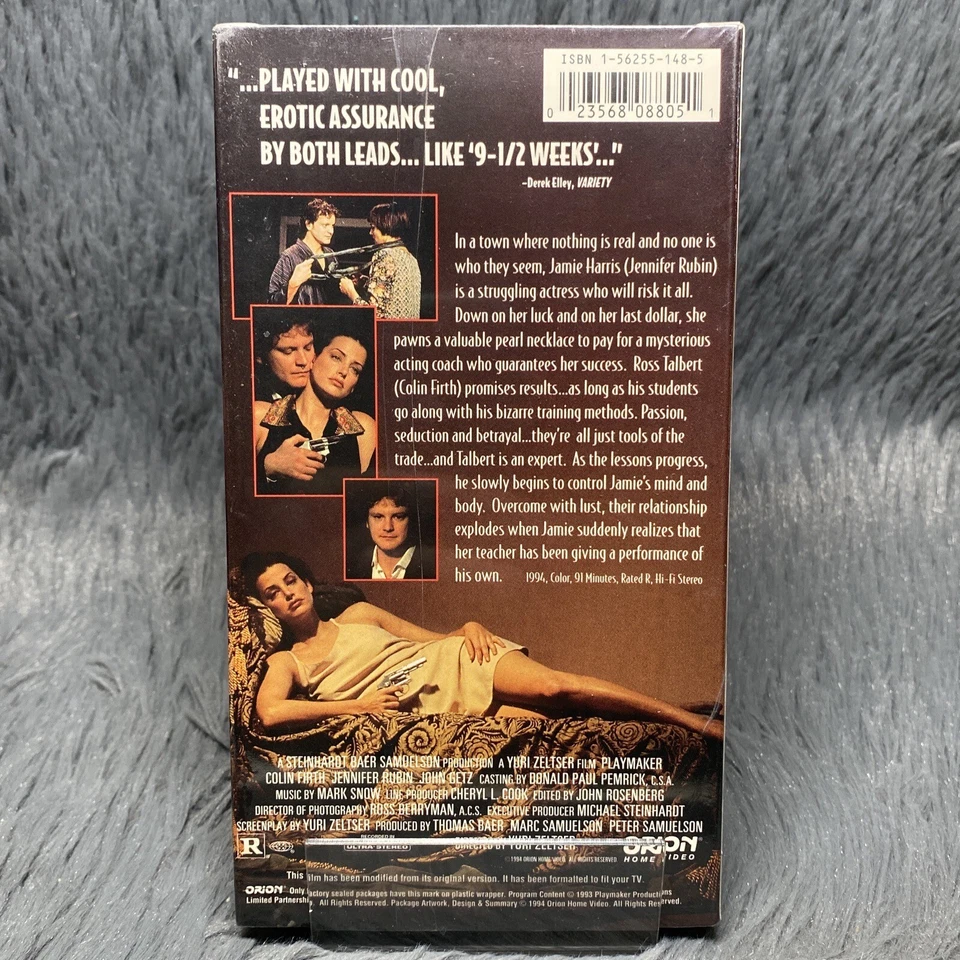 ISBN 1-56255-148-5
0 23568 08805 1
“...PLAYED WITH COOL,
EROTIC ASSURANCE
BY BOTH LEADS... LIKE ‘9-1/2 WEEKS’...”
–Derek Elley, VARIETY
In a town where nothing is real and no one is
who they seem, Jamie Harris (Jennifer Rubin)
is a struggling actress who will risk it all.
Down on her luck and on her last dollar, she
pawns a valuable pearl necklace to pay for a mysterious
acting coach who guarantees her success. Ross Talbert
(Colin Firth) promises results...as long as his students
go along with his bizarre training methods. Passion,
seduction and betrayal...they're all just tools of the
trade...and Talbert is an expert. As the lessons progress,
he slowly begins to control Jamie's mind and
body. Overcome with lust, their relationship
explodes when Jamie suddenly realizes that
her teacher has been giving a performance of
his own. 1994, Color, 91 Minutes, Rated R, Hi-Fi Stereo
A STEINHARDT BAER SAMUELSON PRODUCTION A YURI ZELTSER FILM PLAYMAKER
COLIN FIRTH JENNIFER RUBIN JOHN GETZ CASTING BY DONALD PAUL PEMRICK, C.S.A.
MUSIC BY MARK SNOW LINE PRODUCER CHERYL L. COOK EDITED BY JOHN ROSENBERG
DIRECTOR OF PHOTOGRAPHY ROSS BERRYMAN, A.C.S. EXECUTIVE PRODUCER MICHAEL STEINHARDT
SCREENPLAY BY YURI ZELTSER PRODUCED BY THOMAS BAER MARC SAMUELSON PETER SAMUELSON
R RECORDED IN ULTRA-STEREO DIRECTED BY YURI ZELTSER ORION
HOME VIDEO
©1994 ORION HOME VIDEO. ALL RIGHTS RESERVED
This film has been modified from its original version. It has been formatted to fit your TV.
ORION Only factory sealed packages have this mark on plastic wrapper. Program Content © 1993 Playmaker Productions
Limited Partnership. All Rights Reserved. Package Artwork, Design & Summary © 1994 Orion Home Video. All Rights Reserved.